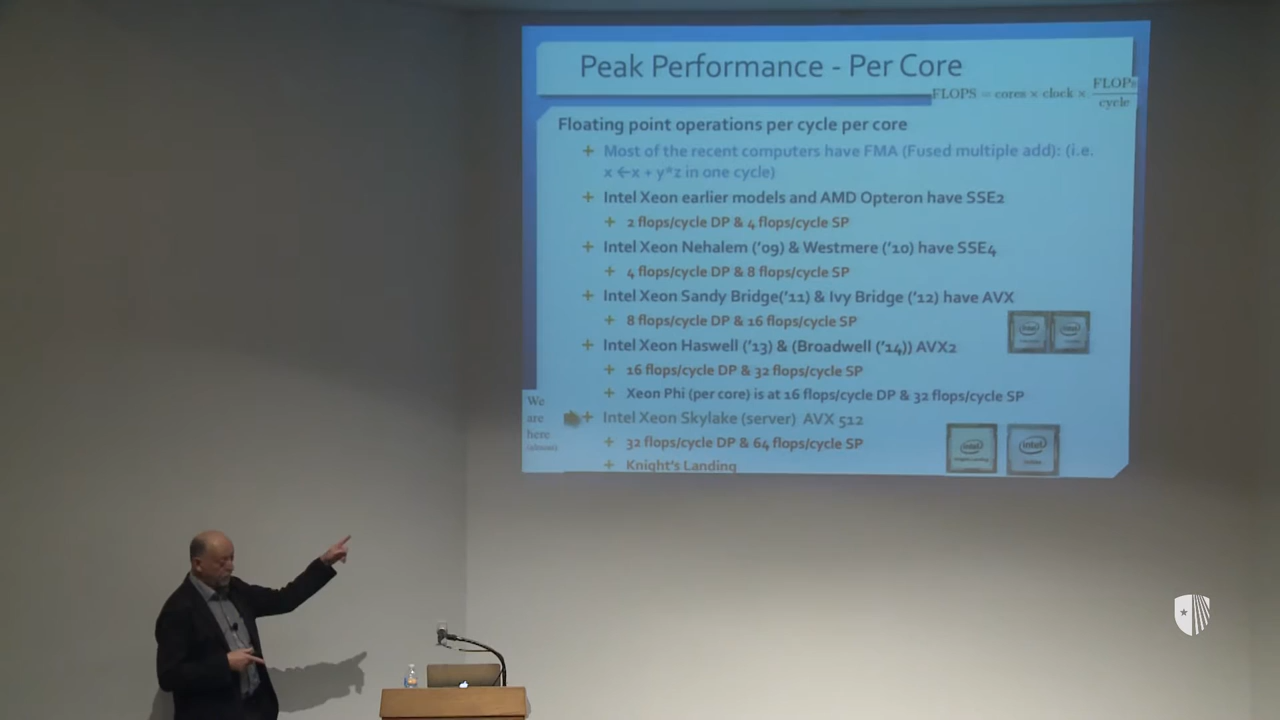 Peak Performance - Per Core
FLOPS = cores × clock × FLOPs
cycle
Floating point operations per cycle per core
+ Most of the recent computers have FMA (Fused multiple add): (i.e.
x ←x + y*z in one cycle)
+ Intel Xeon earlier models and AMD Opteron have SSE2
+ 2 flops/cycle DP & 4 flops/cycle SP
+ Intel Xeon Nehalem ('09) & Westmere ('10) have SSE4
+ 4 flops/cycle DP & 8 flops/cycle SP
+ Intel Xeon Sandy Bridge('11) & Ivy Bridge ('12) have AVX
+ 8 flops/cycle DP & 16 flops/cycle SP
+ Intel Xeon Haswell ('13) & (Broadwell ('14)) AVX2
+ 16 flops/cycle DP & 32 flops/cycle SP
+ Xeon Phi (per core) is at 16 flops/cycle DP & 32 flops/cycle SP
We
are
here
(almost)
+ Intel Xeon Skylake (server) AVX 512
+ 32 flops/cycle DP & 64 flops/cycle SP
+ Knight's Landing
intel
intel
intel
intel